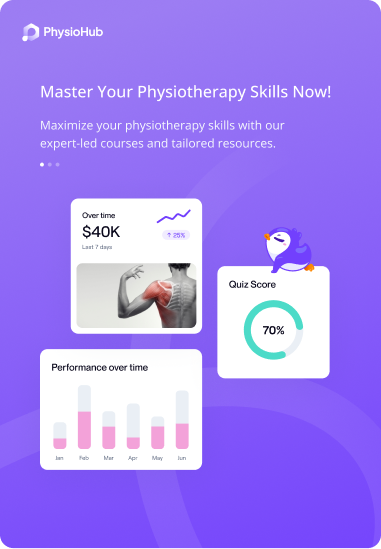 PhysioHub
Master Your Physiotherapy Skills Now!
Maximize your physiotherapy skills with our
expert-led courses and tailored resources.
Over time
$40K
↑ 25%
Last 7 days
Quiz Score
70%
Performance over time
Jan Feb Mar Apr May Jun